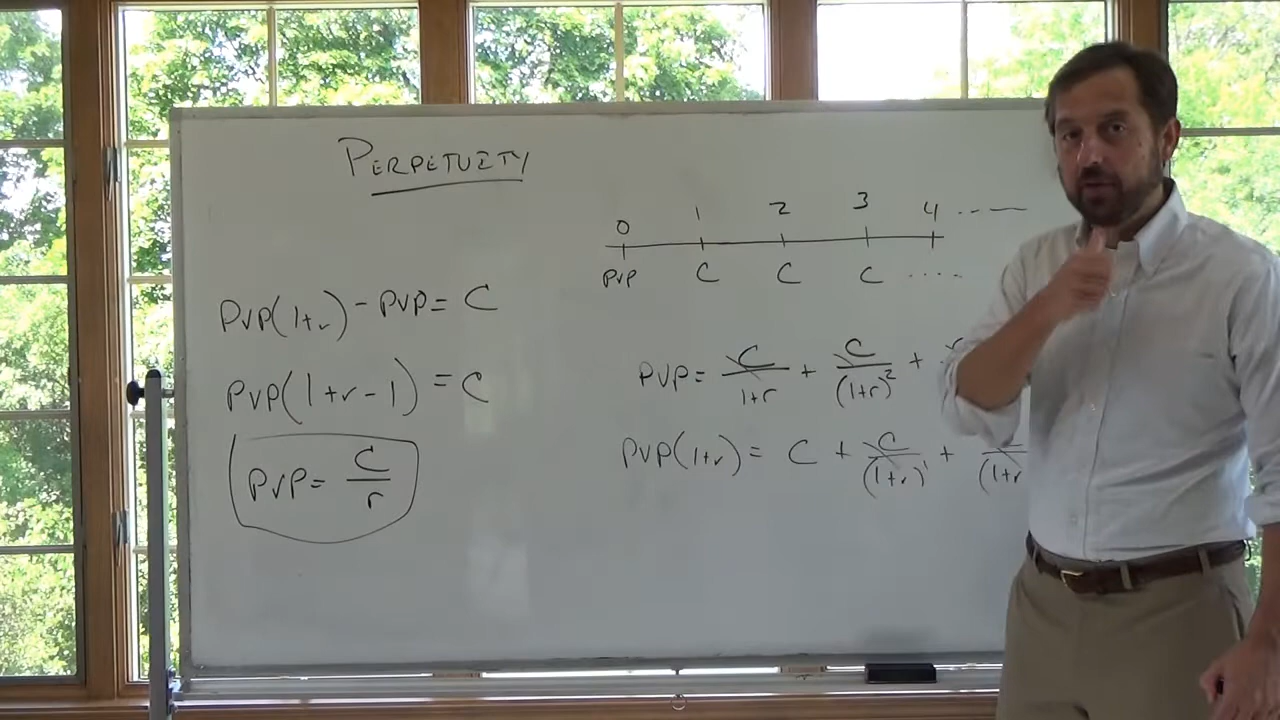 PERPETUITY
0 1 2 3 4 ....——
PVP C C C ....
PVP(1+r) - PVP = C
PVP(1+r-1) = C
PVP = C/r
PVP = C/1+r + C/(1+r)² +
PVP(1+r) = C + C/(1+r)¹ + C/(1+r